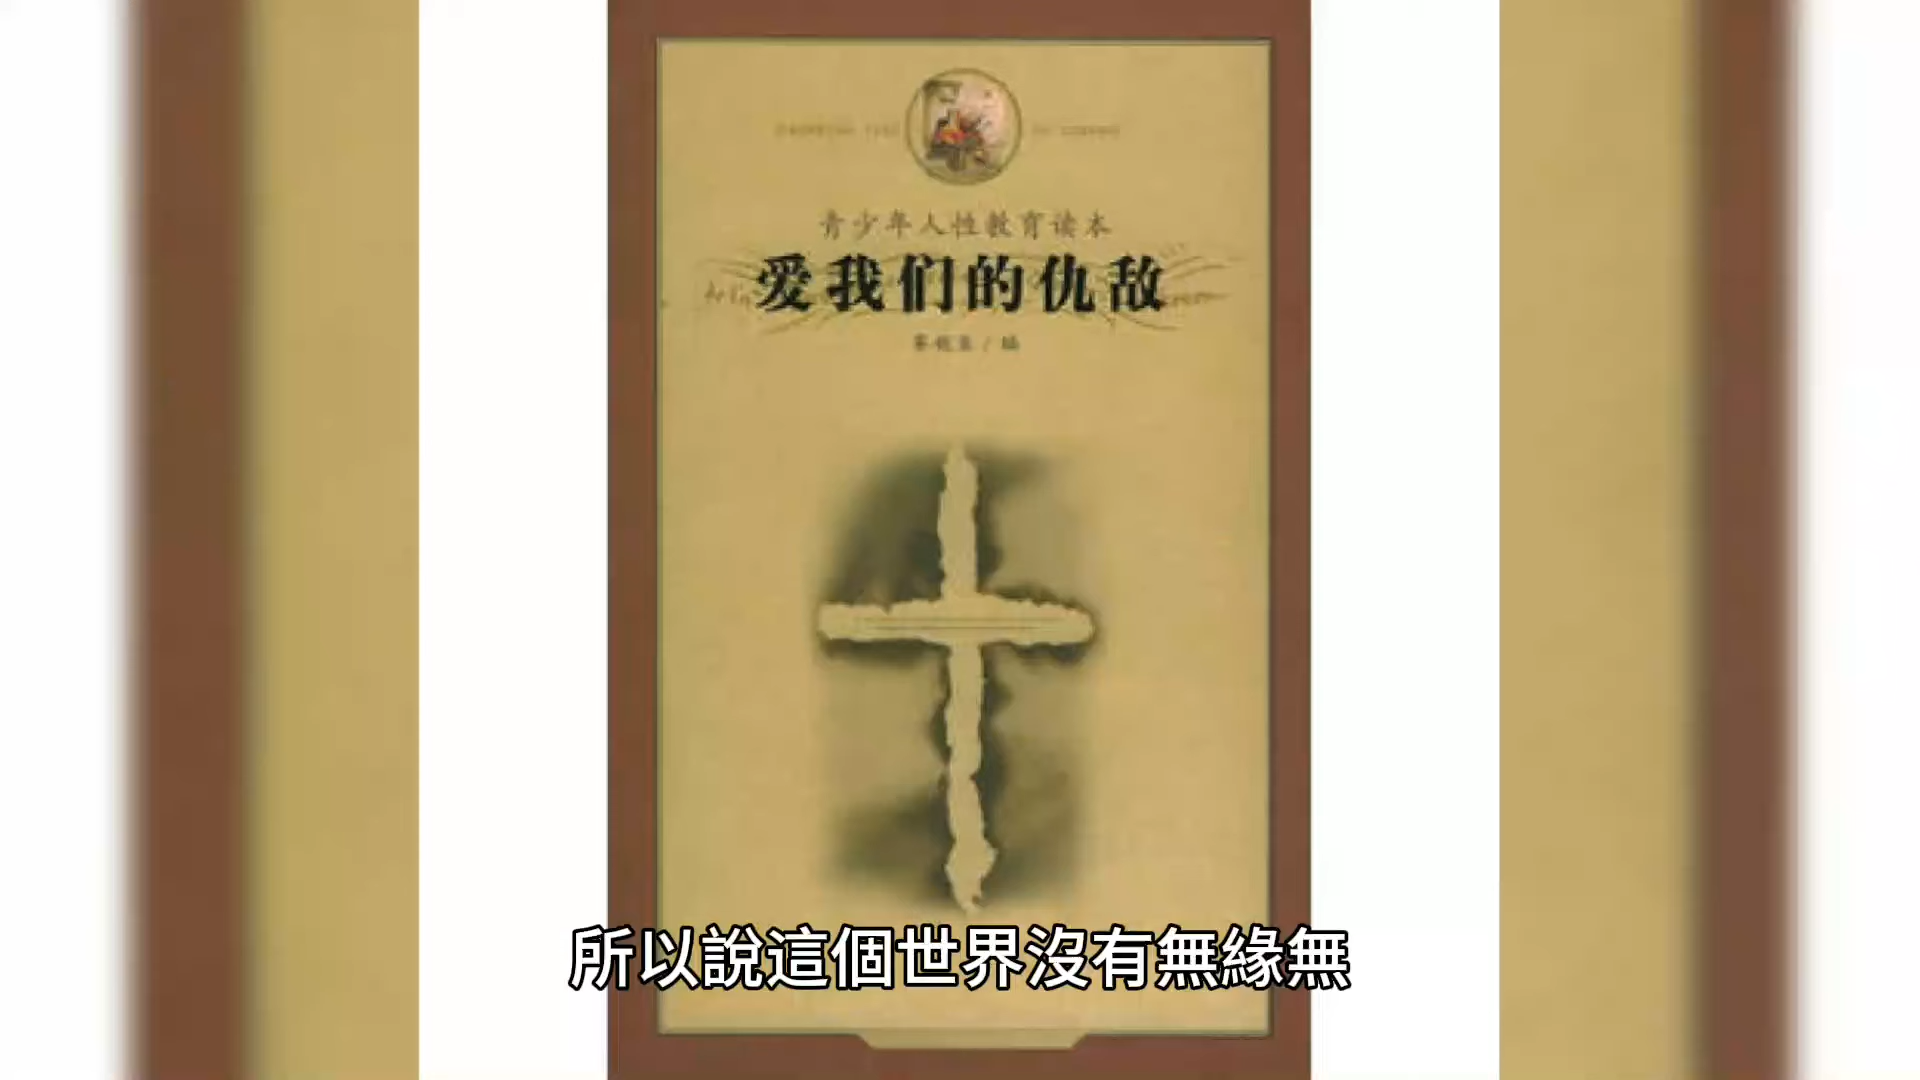 青少年人性教育读本
爱我们的仇敌
所以說這個世界沒有無緣無